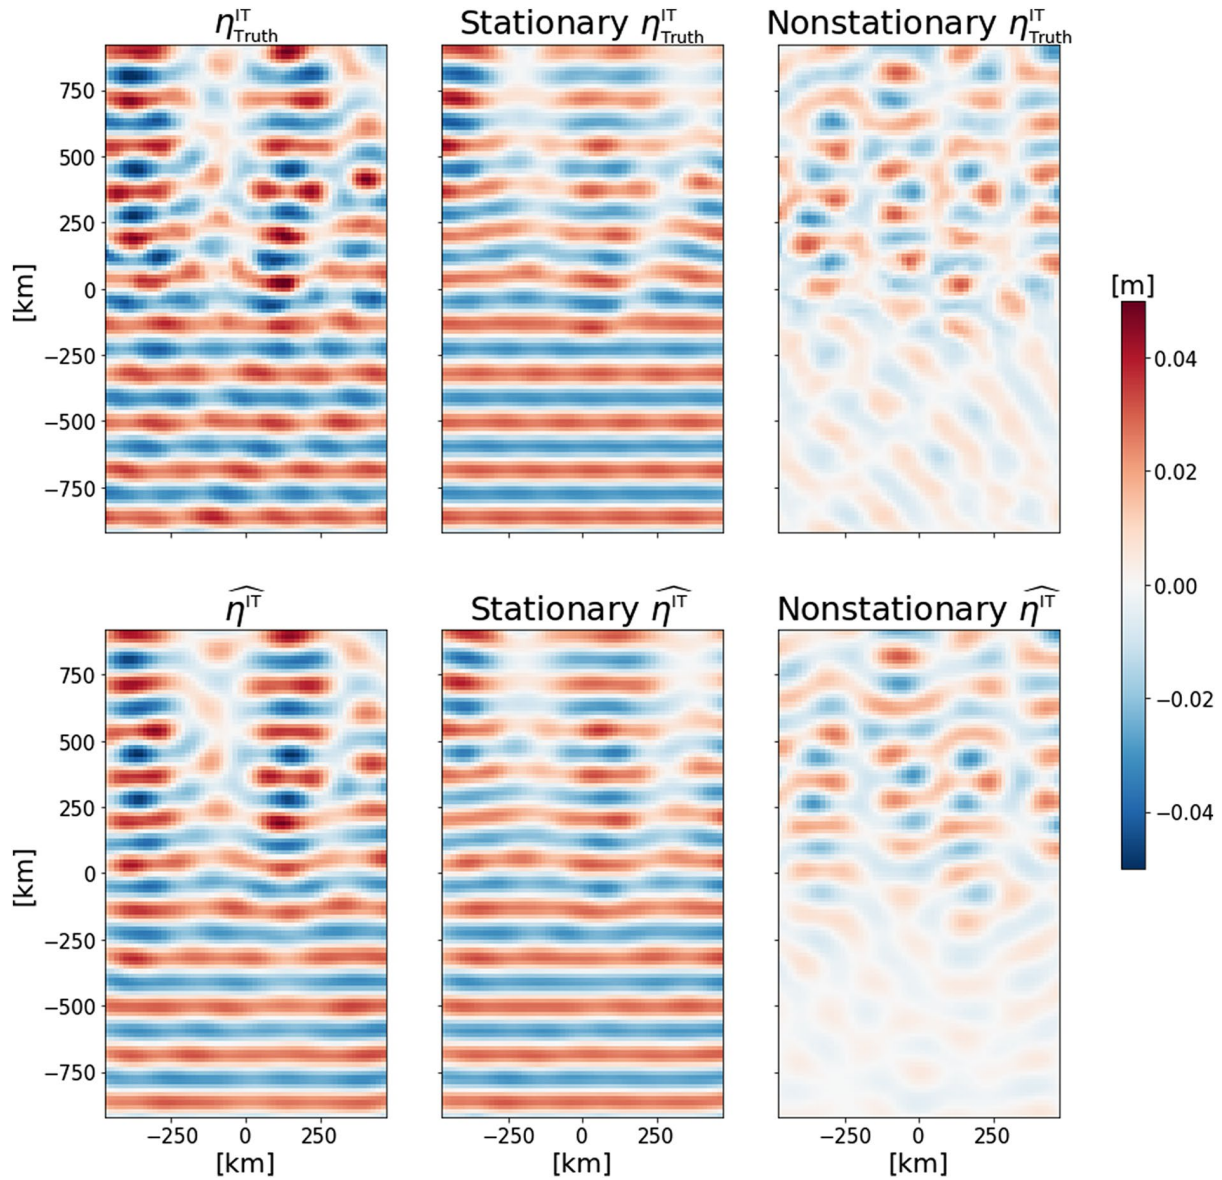 η^IT_Truth
Stationary η^IT_Truth
Nonstationary η^IT_Truth
750
500
250
0
−250
−500
−750
[km]
[m]
0.04
0.02
0.00
−0.02
−0.04
η̂^IT
Stationary η̂^IT
Nonstationary η̂^IT
750
500
250
0
−250
−500
−750
[km]
−250 0 250 −250 0 250 −250 0 250
[km] [km] [km]